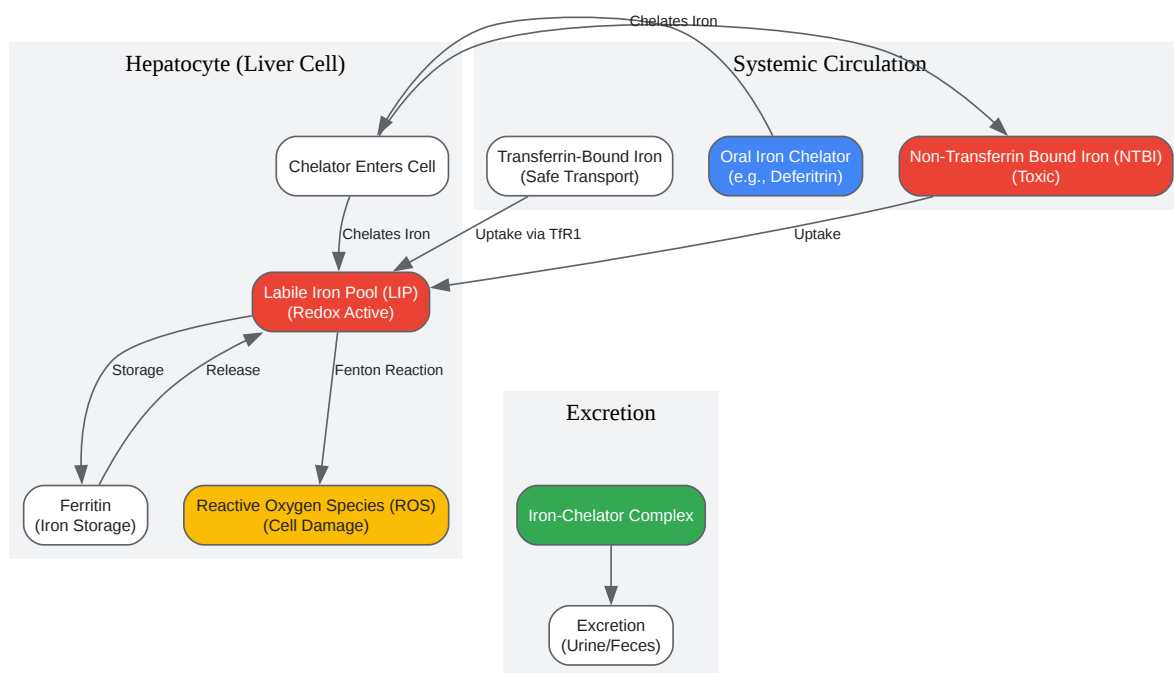 Chelates Iron
Hepatocyte (Liver Cell)
Systemic Circulation
Chelator Enters Cell
Transferrin-Bound Iron
(Safe Transport)
Oral Iron Chelator
(e.g., Deferitrin)
Non-Transferrin Bound Iron (NTBI)
(Toxic)
Chelates Iron
Uptake via TfR1
Uptake
Labile Iron Pool (LIP)
(Redox Active)
Storage
Release
Fenton Reaction
Excretion
Ferritin
(Iron Storage)
Reactive Oxygen Species (ROS)
(Cell Damage)
Iron-Chelator Complex
Excretion
(Urine/Feces)